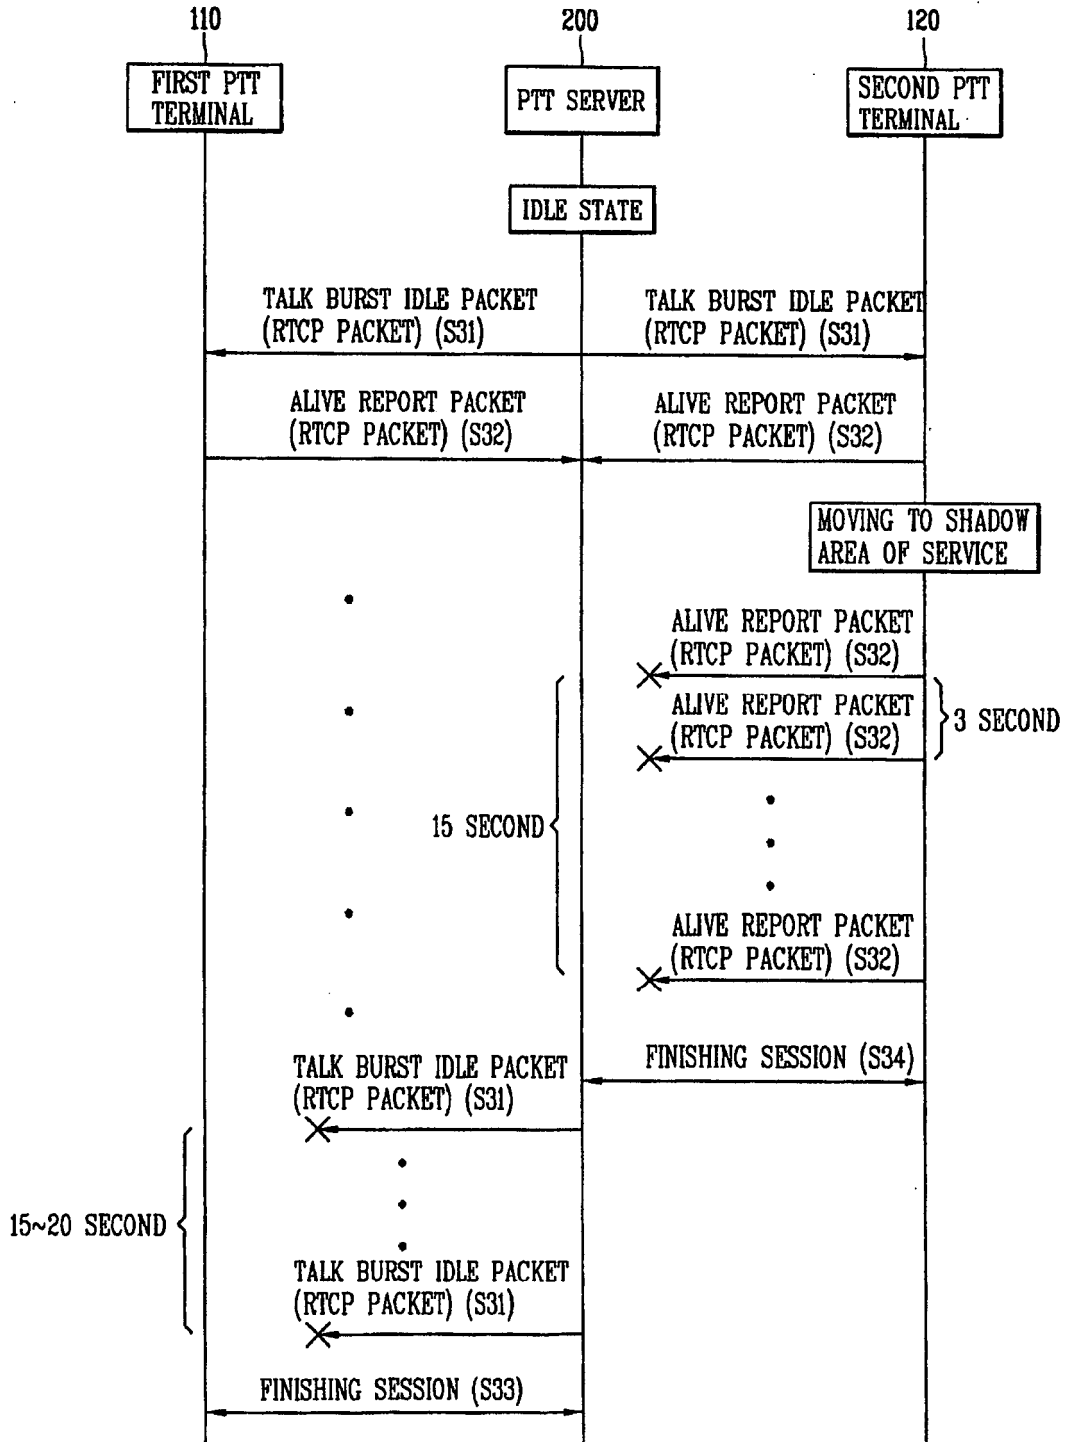 110
200
120
FIRST PTT
TERMINAL
PTT SERVER
SECOND PTT
TERMINAL
IDLE STATE
TALK BURST IDLE PACKET
(RTCP PACKET) (S31)
TALK BURST IDLE PACKET
(RTCP PACKET) (S31)
ALIVE REPORT PACKET
(RTCP PACKET) (S32)
ALIVE REPORT PACKET
(RTCP PACKET) (S32)
MOVING TO SHADOW
AREA OF SERVICE
ALIVE REPORT PACKET
(RTCP PACKET) (S32)
ALIVE REPORT PACKET
(RTCP PACKET) (S32)
3 SECOND
15 SECOND
ALIVE REPORT PACKET
(RTCP PACKET) (S32)
FINISHING SESSION (S34)
TALK BURST IDLE PACKET
(RTCP PACKET) (S31)
15~20 SECOND
TALK BURST IDLE PACKET
(RTCP PACKET) (S31)
FINISHING SESSION (S33)